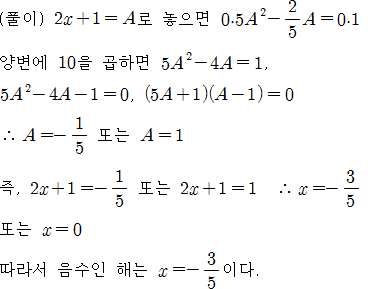 (풀이) 2x+1=A로 놓으면 0.5A²−2/5A=0.1
양변에 10을 곱하면 5A²−4A=1,
5A²−4A−1=0, (5A+1)(A−1)=0
∴ A=−1/5 또는 A=1
즉, 2x+1=−1/5 또는 2x+1=1 ∴ x=−3/5
또는 x=0
따라서 음수인 해는 x=−3/5이다.